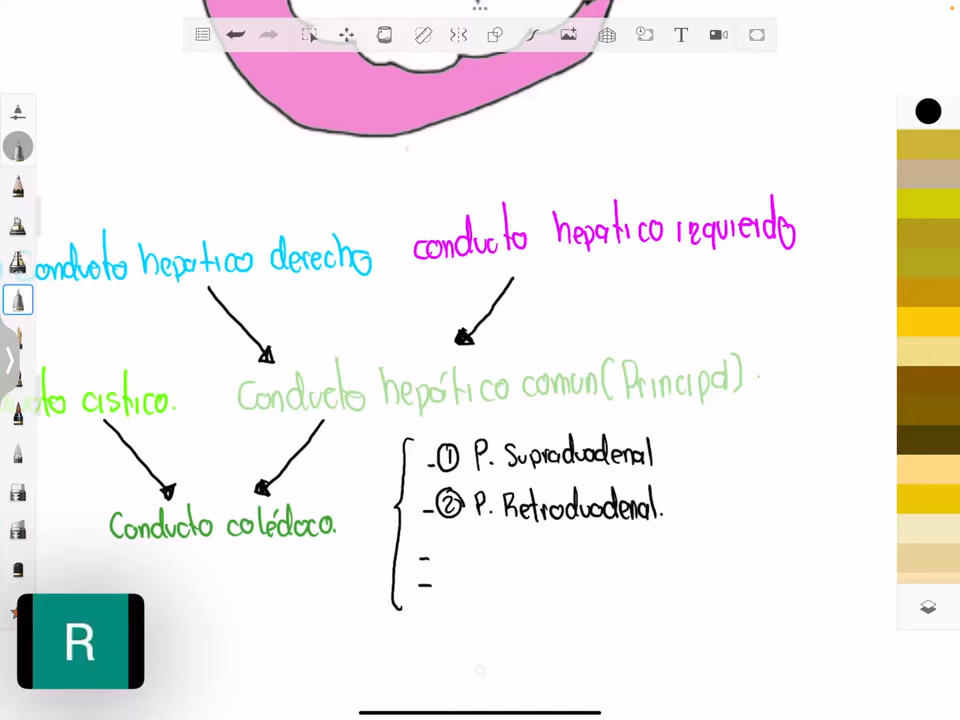 Conducto hepatico derecho
conducto hepatico izquierdo
cistico.
Conducto hepático comun (Principal).
-① P. Supraduodenal
-② P. Retroduodenal.
-
-
Conducto colédoco.
R
T